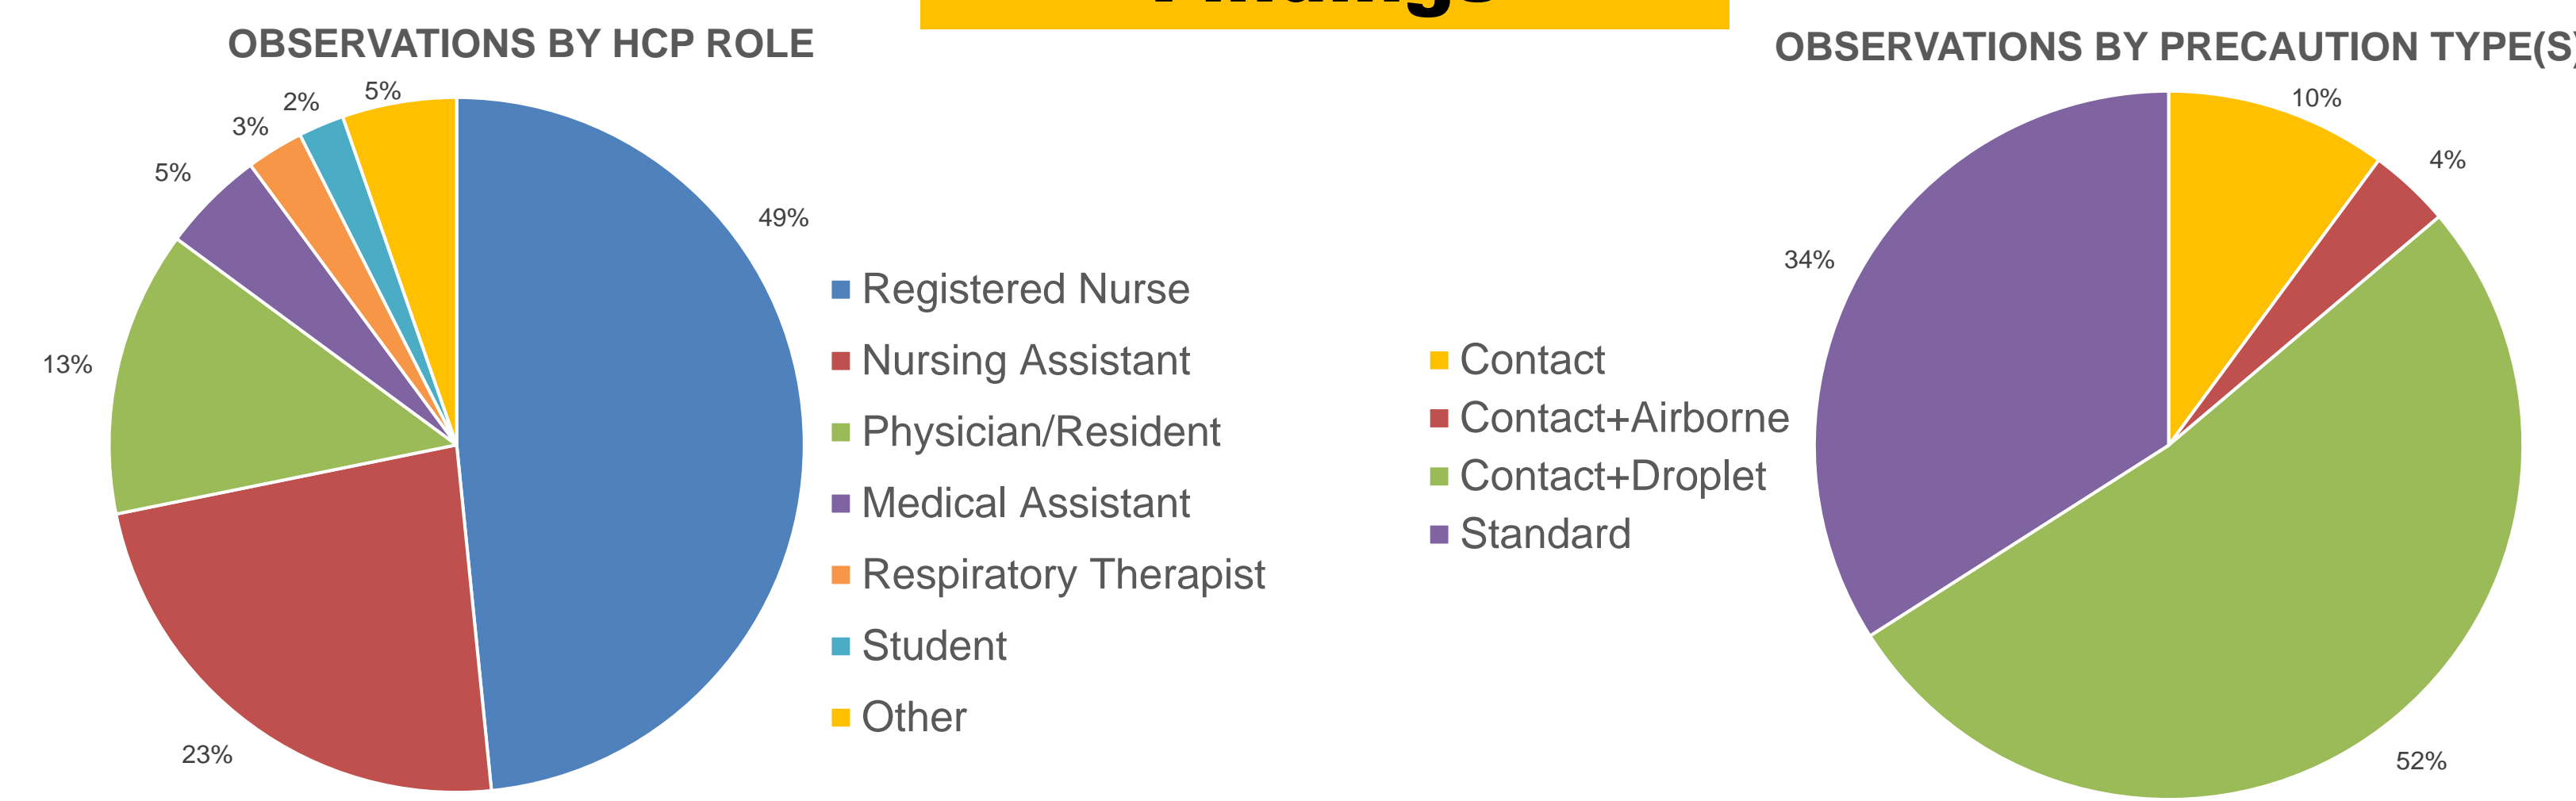 Findings
OBSERVATIONS BY HCP ROLE
5%
2%
3%
5%
13%
23%
49%
Registered Nurse
Nursing Assistant
Physician/Resident
Medical Assistant
Respiratory Therapist
Student
Other
OBSERVATIONS BY PRECAUTION TYPE(S)
10%
4%
34%
52%
Contact
Contact+Airborne
Contact+Droplet
Standard